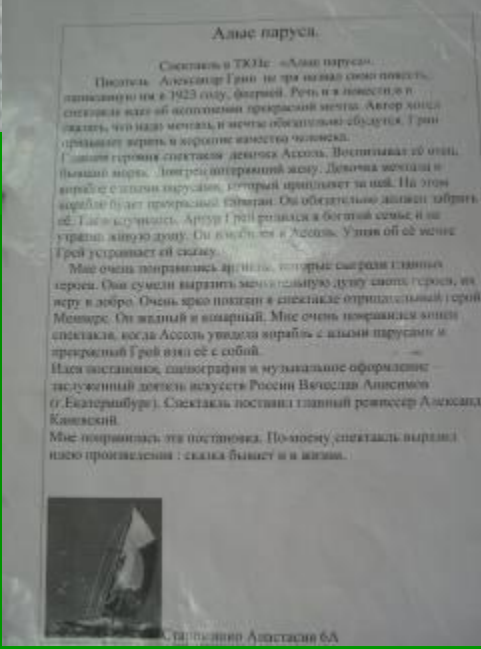 Алые паруса.
Спектакль в ТЮЗе «Алые паруса».
Писатель Александр Грин не зря назвал свою повесть,
написанную им в 1923 году, феерией. Речь и в повести, и в
спектакле идёт об исполнении прекрасной мечты. Автор хотел
сказать, что надо мечтать, и мечты обязательно сбудутся. Грин
призывает верить в хорошие качества человека.
Главная героиня спектакля девочка Ассоль. Воспитывал её отец,
бывший моряк Лонгрен, потерявший жену. Девочка мечтала о
корабле с алыми парусами, который приплывет за ней. На этом
корабле будет прекрасный капитан. Он обязательно должен забрать
её. Так и случилось. Артур Грей родился в богатой семье, и не
утратил живую душу. Он влюбился в Ассоль. Узнав об её мечте
Грей устраивает ей сказку.
Мне очень понравились артисты, которые сыграли главных
героев. Они сумели выразить мечтательную душу своих героев, их
веру в добро. Очень ярко показан в спектакле отрицательный герой
Меннерс. Он жадный и коварный. Мне очень понравился конец
спектакля, когда Ассоль увидела корабль с алыми парусами и
прекрасный Грей взял её с собой.
Идея постановки, сценография и музыкальное оформление –
заслуженный деятель искусств России Вячеслав Анисимов
(г.Екатеринбург). Спектакль поставил главный режиссёр Александ
Каневский.
Мне понравилась эта постановка. По-моему, спектакль выразил
идею произведения : сказка бывает и в жизни.
Анастасия 6А